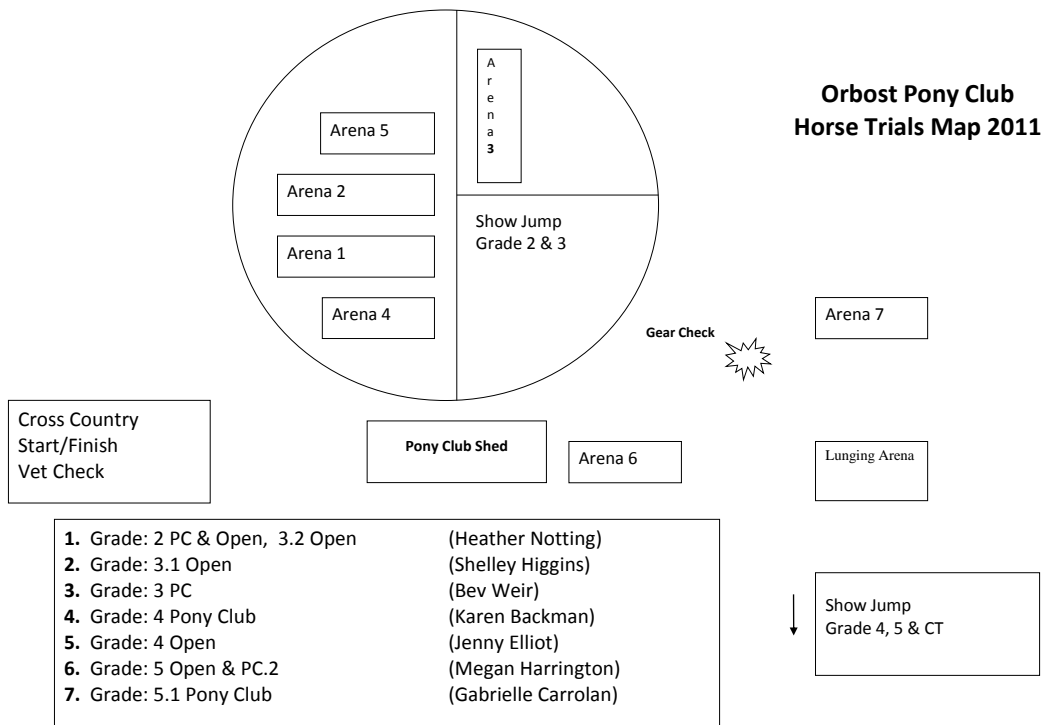 Orbost Pony Club
Horse Trials Map 2011
Arena 3
Arena 5
Arena 2
Arena 1
Arena 4
Show Jump
Grade 2 & 3
Gear Check
Arena 7
Cross Country
Start/Finish
Vet Check
Pony Club Shed
Arena 6
Lunging Arena
1. Grade: 2 PC & Open, 3.2 Open (Heather Notting)
2. Grade: 3.1 Open (Shelley Higgins)
3. Grade: 3 PC (Bev Weir)
4. Grade: 4 Pony Club (Karen Backman)
5. Grade: 4 Open (Jenny Elliot)
6. Grade: 5 Open & PC.2 (Megan Harrington)
7. Grade: 5.1 Pony Club (Gabrielle Carrolan)
Show Jump
Grade 4, 5 & CT